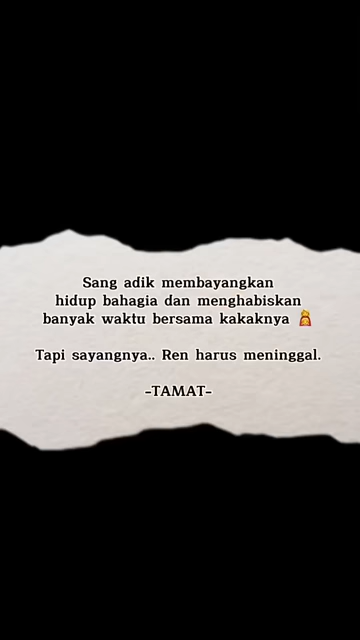 Sang adik membayangkan
hidup bahagia dan menghabiskan
banyak waktu bersama kakaknya 👸
Tapi sayangnya.. Ren harus meninggal.
-TAMAT-